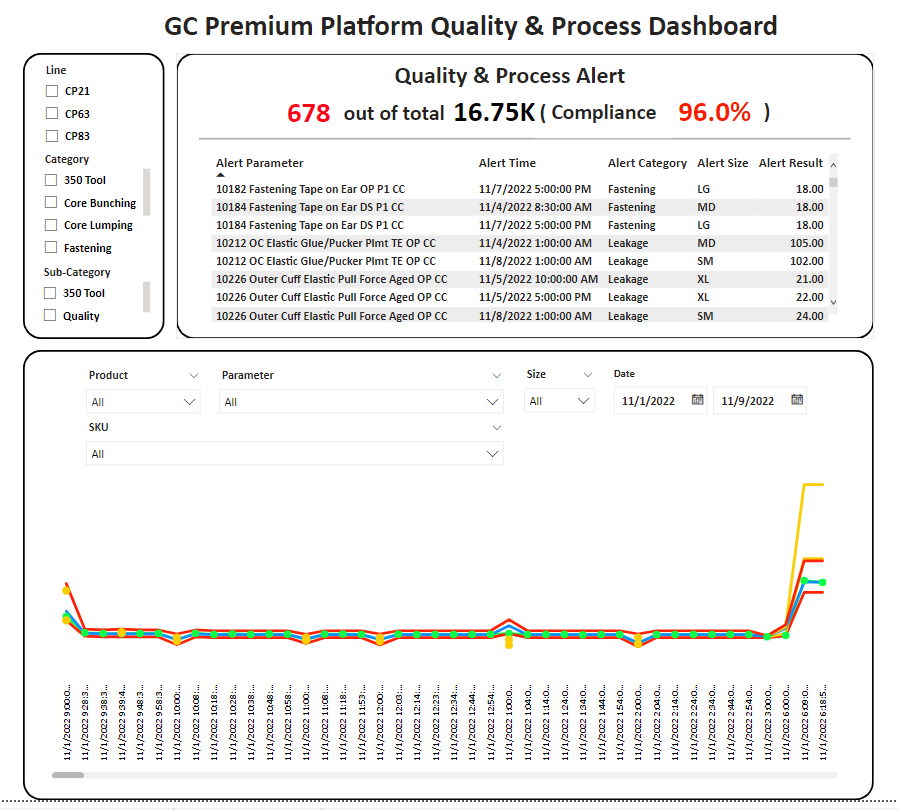 GC Premium Platform Quality & Process Dashboard
Line
CP21
CP63
CP83
Category
350 Tool
Core Bunching
Core Lumping
Fastening
Sub-Category
350 Tool
Quality
Quality & Process Alert
678 out of total 16.75K ( Compliance 96.0% )
Alert Parameter Alert Time Alert Category Alert Size Alert Result
10182 Fastening Tape on Ear OP P1 CC 11/7/2022 5:00:00 PM Fastening LG 18.00
10184 Fastening Tape on Ear DS P1 CC 11/4/2022 8:30:00 AM Fastening MD 18.00
10184 Fastening Tape on Ear DS P1 CC 11/7/2022 5:00:00 PM Fastening LG 18.00
10212 OC Elastic Glue/Pucker Plmt TE OP CC 11/4/2022 1:00:00 AM Leakage MD 105.00
10212 OC Elastic Glue/Pucker Plmt TE OP CC 11/8/2022 1:00:00 AM Leakage SM 102.00
10226 Outer Cuff Elastic Pull Force Aged OP CC 11/5/2022 10:00:00 AM Leakage XL 21.00
10226 Outer Cuff Elastic Pull Force Aged OP CC 11/5/2022 5:00:00 PM Leakage XL 22.00
10226 Outer Cuff Elastic Pull Force Aged OP CC 11/8/2022 1:00:00 AM Leakage SM 24.00
Product Parameter Size Date
All All All 11/1/2022 11/9/2022
SKU
All
11/1/2022 9:00:0...
11/1/2022 9:28:3...
11/1/2022 9:38:3...
11/1/2022 9:39:4...
11/1/2022 9:48:3...
11/1/2022 9:58:3...
11/1/2022 10:00:...
11/1/2022 10:08:...
11/1/2022 10:18:...
11/1/2022 10:28:...
11/1/2022 10:38:...
11/1/2022 10:48:...
11/1/2022 10:58:...
11/1/2022 11:00:...
11/1/2022 11:08:...
11/1/2022 11:18:...
11/1/2022 11:53:...
11/1/2022 12:00:...
11/1/2022 12:03:...
11/1/2022 12:14:...
11/1/2022 12:23:...
11/1/2022 12:34:...
11/1/2022 12:44:...
11/1/2022 12:54:...
11/1/2022 1:00:0...
11/1/2022 1:04:0...
11/1/2022 1:14:0...
11/1/2022 1:24:0...
11/1/2022 1:34:0...
11/1/2022 1:44:0...
11/1/2022 1:54:0...
11/1/2022 2:00:0...
11/1/2022 2:04:0...
11/1/2022 2:14:0...
11/1/2022 2:24:0...
11/1/2022 2:34:0...
11/1/2022 2:44:0...
11/1/2022 2:54:0...
11/1/2022 3:00:0...
11/1/2022 6:00:0...
11/1/2022 6:09:0...
11/1/2022 6:18:5...